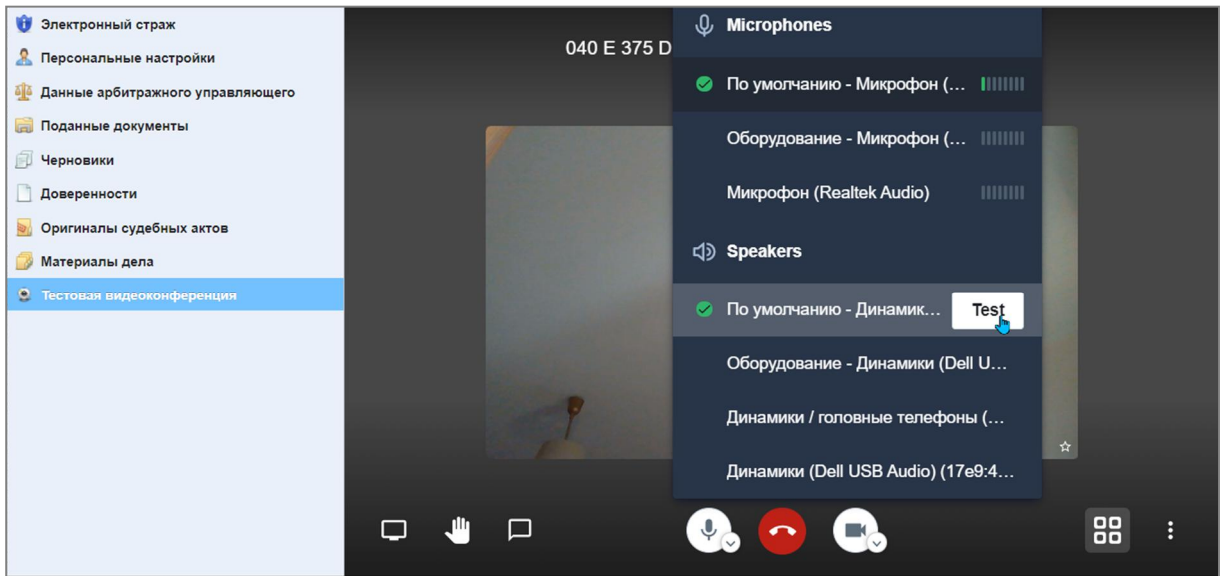 Электронный страж
Персональные настройки
Данные арбитражного управляющего
Поданные документы
Черновики
Доверенности
Оригиналы судебных актов
Материалы дела
Тестовая видеоконференция
040 E 375 D
Microphones
По умолчанию - Микрофон (...
Оборудование - Микрофон (...
Микрофон (Realtek Audio)
Speakers
По умолчанию - Динамик...
Test
Оборудование - Динамики (Dell U...
Динамики / головные телефоны (...
Динамики (Dell USB Audio) (17e9:4...